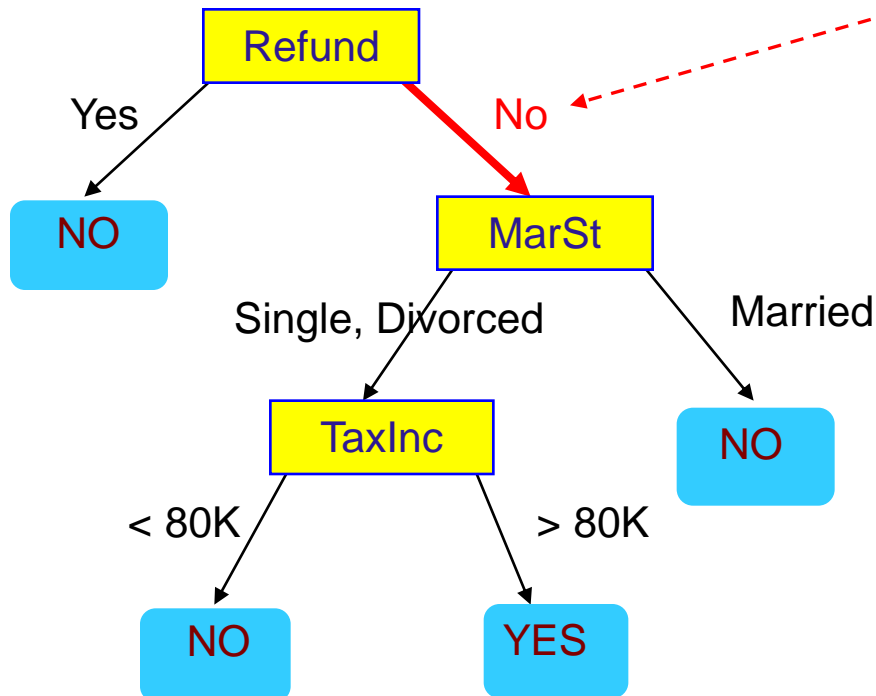 Refund
Yes
No
NO
MarSt
Single, Divorced
Married
TaxInc
NO
< 80K
> 80K
NO
YES